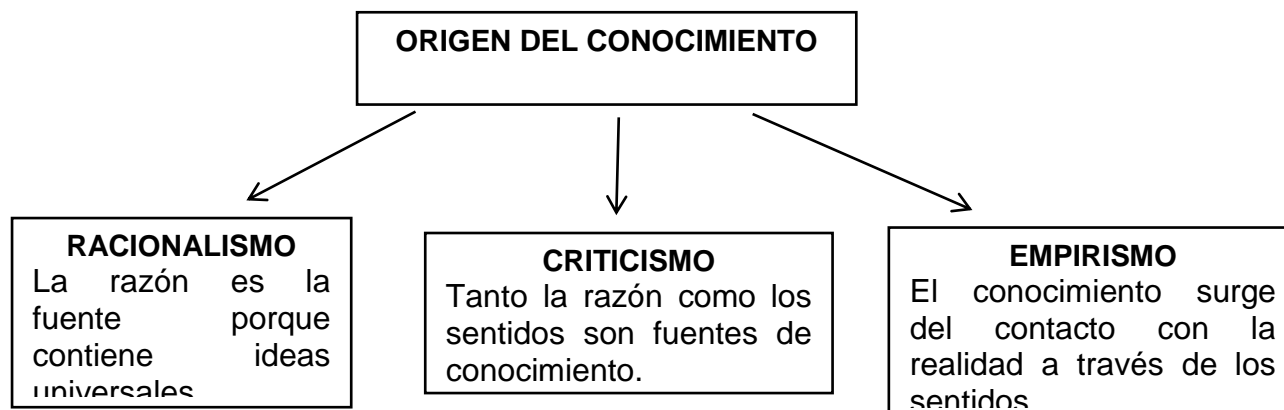 ORIGEN DEL CONOCIMIENTO
RACIONALISMO
La razón es la
fuente porque
contiene ideas
universales
CRITICISMO
Tanto la razón como los
sentidos son fuentes de
conocimiento.
EMPIRISMO
El conocimiento surge
del contacto con la
realidad a través de los
sentidos